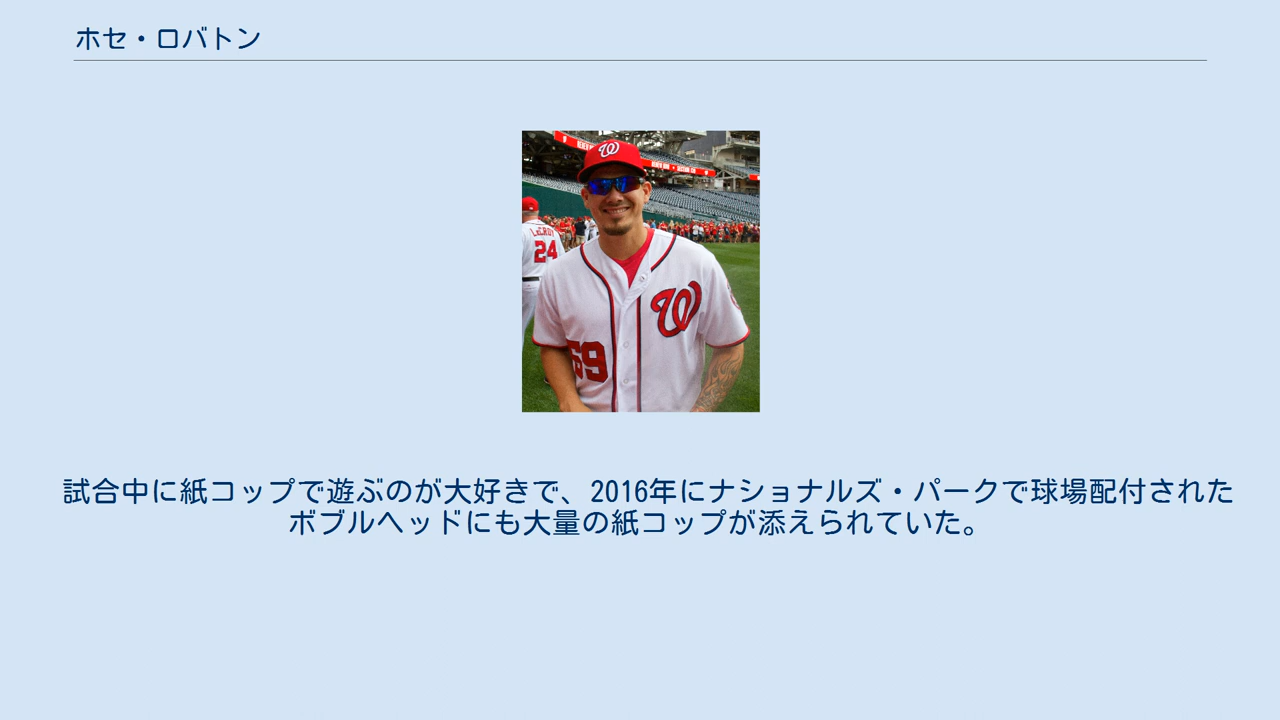 ホセ・ロバトン
LeCROY
24
W
W
59
試合中に紙コップで遊ぶのが大好きで、2016年にナショナルズ・パークで球場配付された
ボブルヘッドにも大量の紙コップが添えられていた。